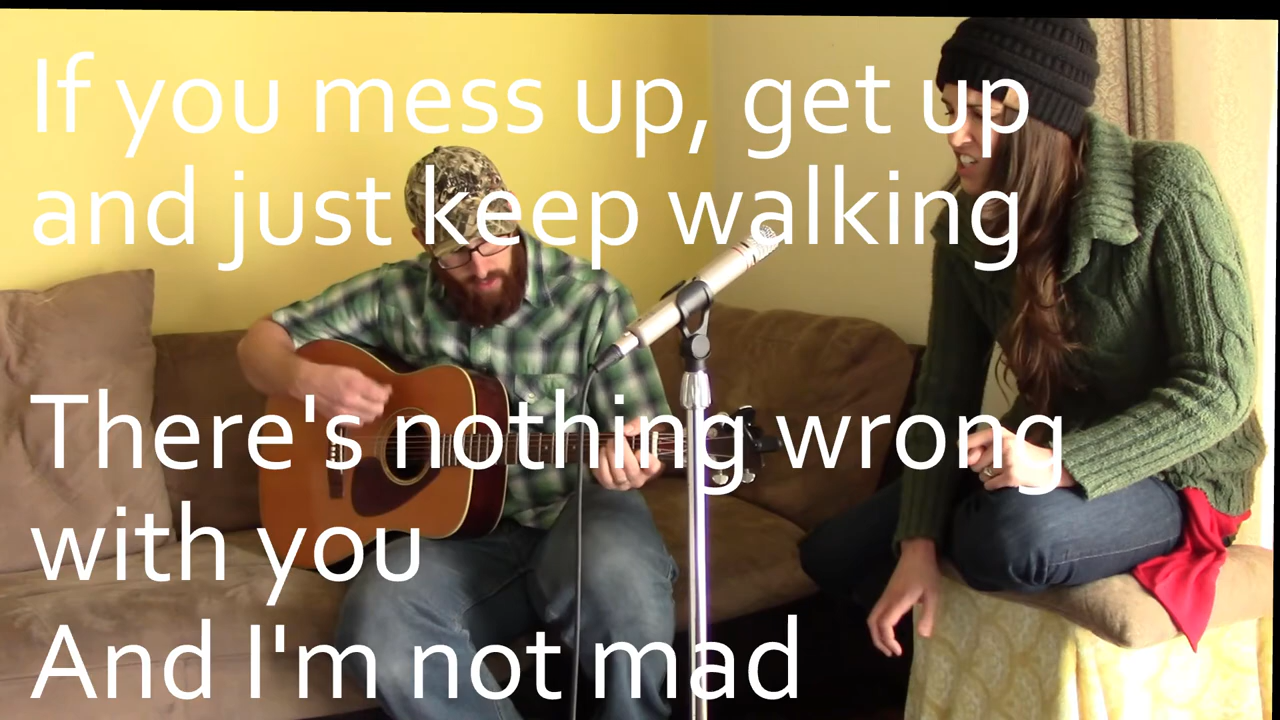 If you mess up, get up
and just keep walking
There's nothing wrong
with you
And I'm not mad